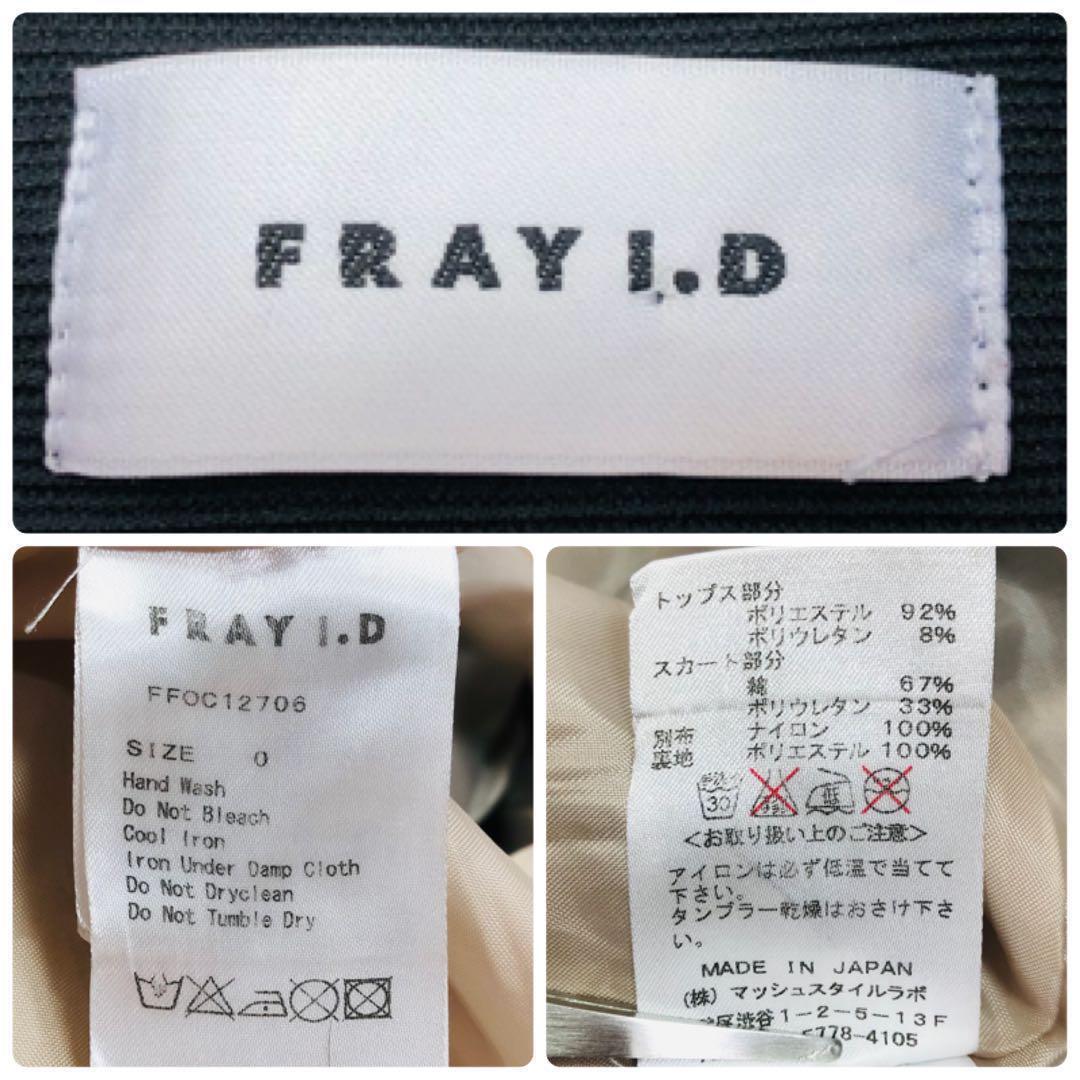 FRAY I.D
FRAY I.D
FFOC12706
SIZE 0
Hand Wash
Do Not Bleach
Cool Iron
Iron Under Damp Cloth
Do Not Dryclean
Do Not Tumble Dry
トップス部分
ポリエステル 92%
ポリウレタン 8%
スカート部分
綿 67%
ポリウレタン 33%
別布 ナイロン 100%
裏地 ポリエステル 100%
30 低
<お取り扱い上のご注意>
アイロンは必ず低温で当てて
下さい。
タンブラー乾燥はおさけ下さ
い。
MADE IN JAPAN
(株) マッシュスタイルラボ
区渋谷1-2-5-13F
778-4105